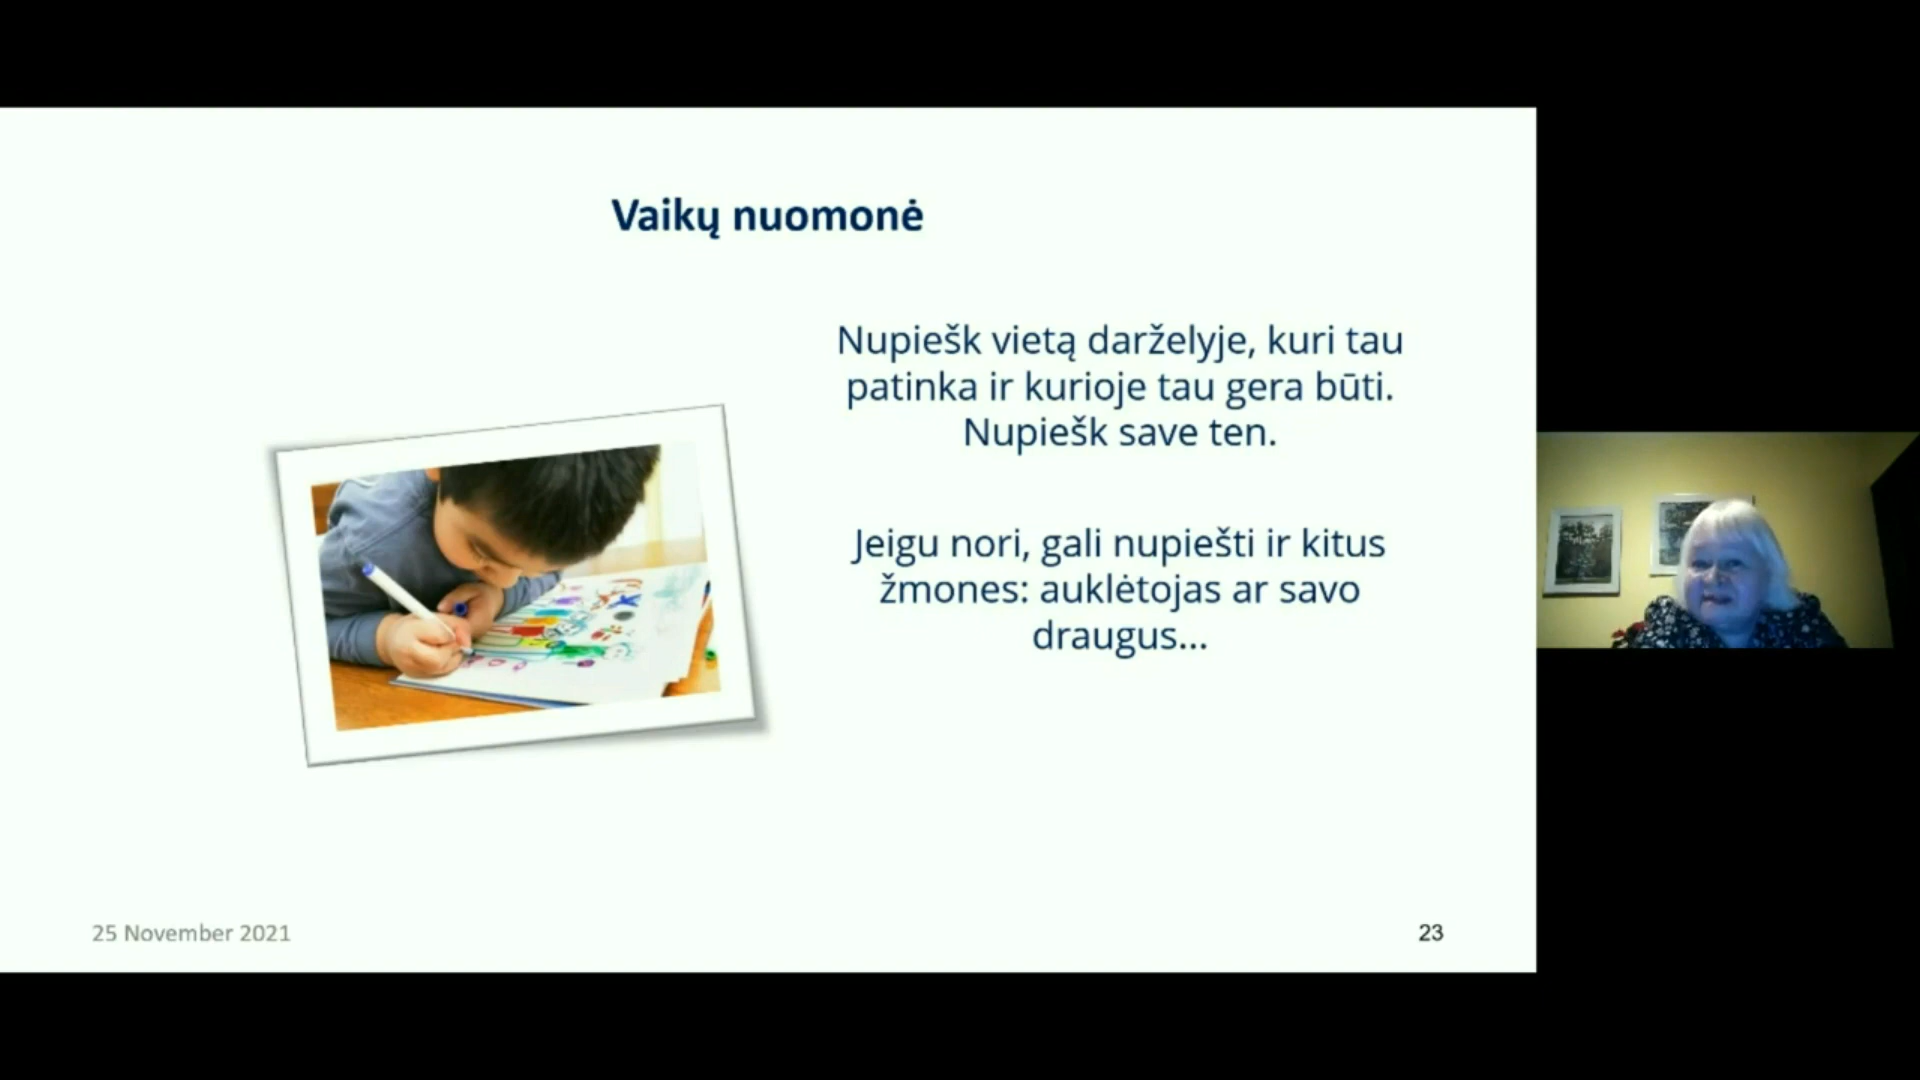 Vaikų nuomonė
Nupiešk vietą darželyje, kuri tau
patinka ir kurioje tau gera būti.
Nupiešk save ten.
Jeigu nori, gali nupiešti ir kitus
žmones: auklėtojas ar savo
draugus...
25 November 2021
23